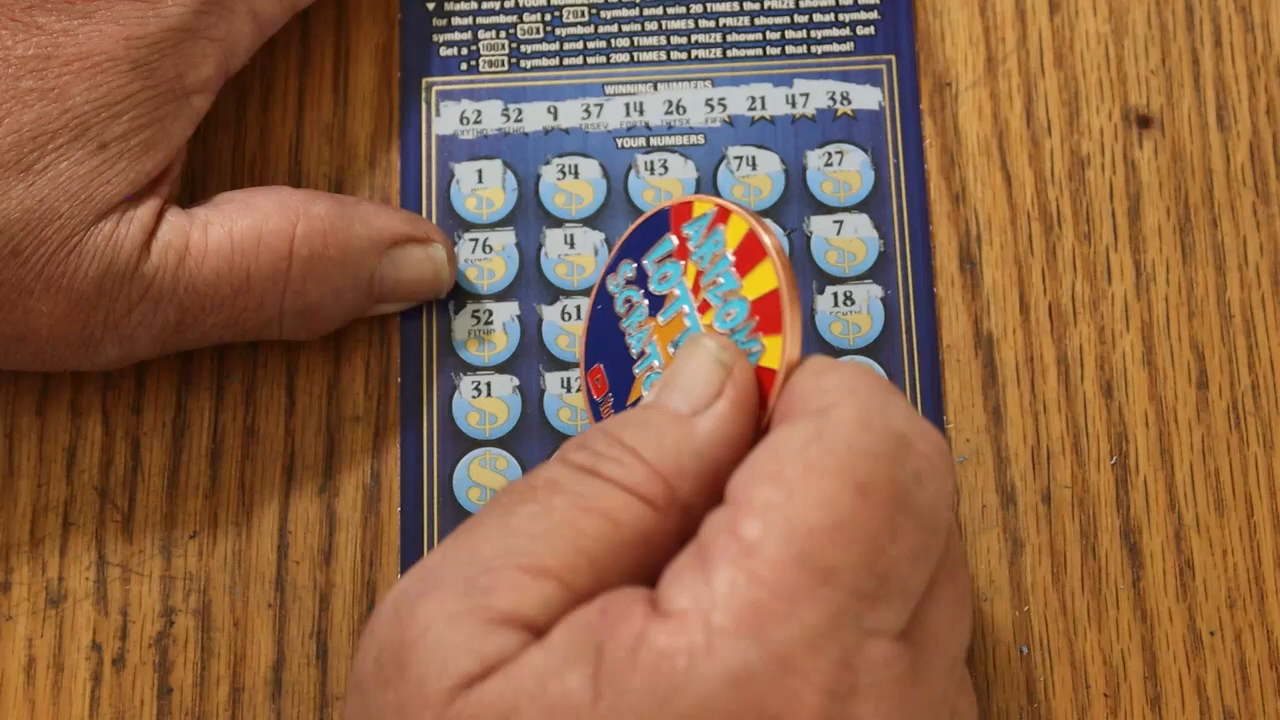 Match any of YOUR NUMBERS to any
for that number. Get a "20X" symbol and win 20 TIMES the PRIZE shown for that
symbol. Get a "50X" symbol and win 50 TIMES the PRIZE shown for that symbol.
Get a "100X" symbol and win 100 TIMES the PRIZE shown for that symbol. Get
a "200X" symbol and win 200 TIMES the PRIZE shown for that symbol!
WINNING NUMBERS
62 52 9 37 14 26 55 21 47 38
YOUR NUMBERS
1 34 43 74 27
76 4 7
52 61 18
31 42
ARIZONA
LOTTERY
SCRATCH